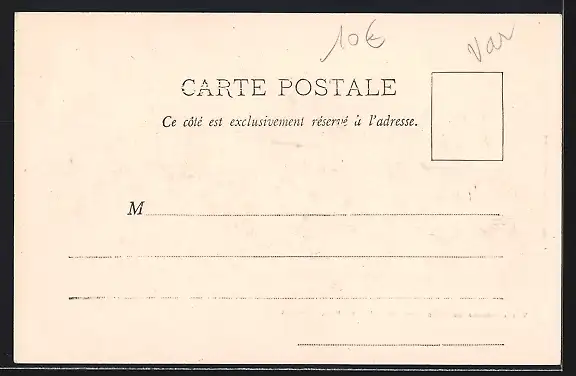 10€
Var
CARTE POSTALE
Ce côté est exclusivement réservé à l'adresse.
M